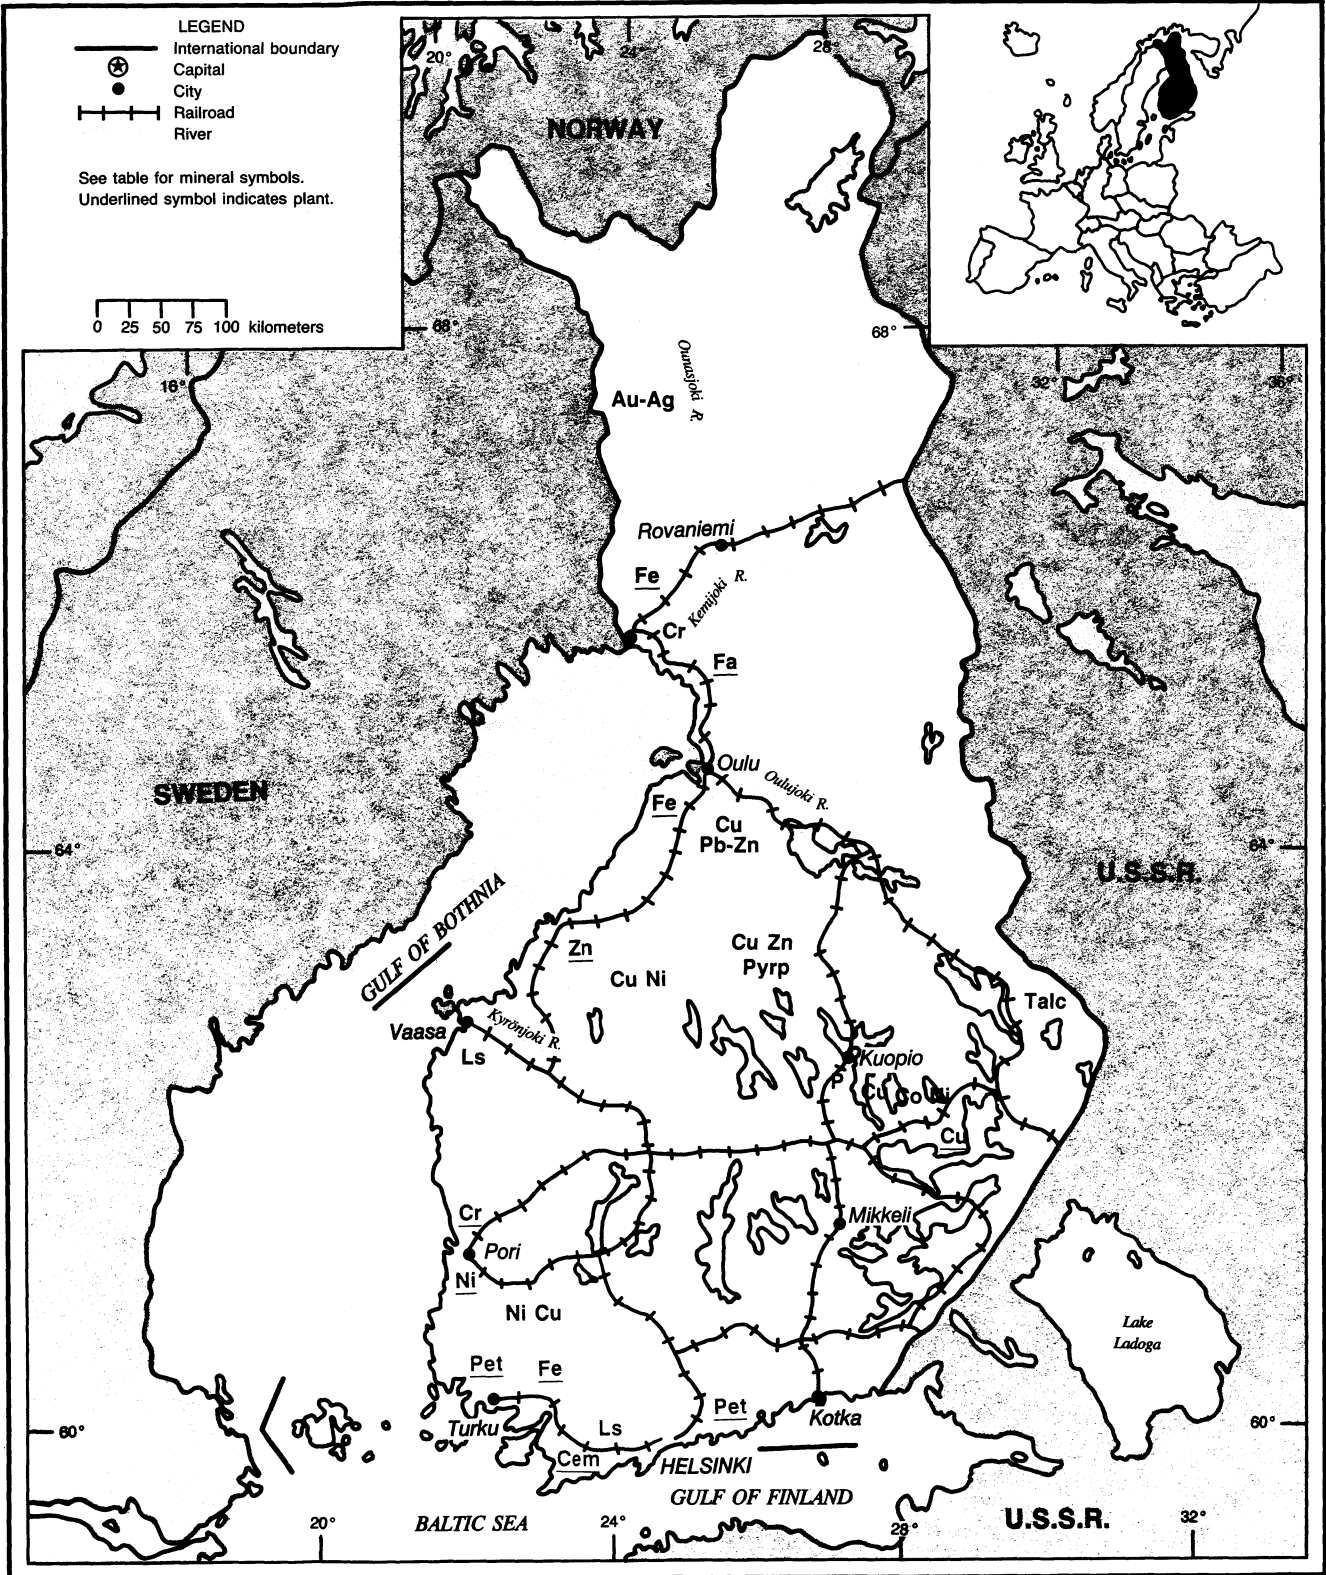 LEGEND
International boundary
Capital
City
Railroad
River
See table for mineral symbols.
Underlined symbol indicates plant.
0 25 50 75 100 kilometers
20° 24° 28°
NORWAY
68° 68°
16° 32° 36°
Ounasjoki R.
Au-Ag
Rovaniemi
Fe
Kemijoki R.
Cr
Fa
Oulu
Oulujoki R.
SWEDEN
Fe
Cu
Pb-Zn
64° 64°
U.S.S.R.
GULF OF BOTHNIA
Zn
Cu Ni
Cu Zn
Pyrp
Talc
Vaasa
Kyrönjoki R.
Ls
Kuopio
P
Cu Co Ni
Cu
Cr
Mikkeli
Pori
Ni
Ni Cu
Lake
Ladoga
Pet
Fe
Pet
Turku
Ls
Kotka
60° 60°
Cem
HELSINKI
GULF OF FINLAND
BALTIC SEA
U.S.S.R.
20° 24° 28° 32°